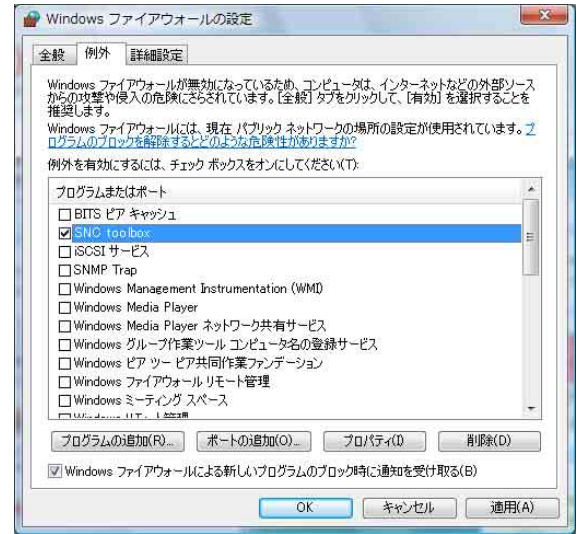 Windows ファイアウォールの設定
全般
例外
詳細設定
Windows ファイアウォールが無効になっているため、コンピュータは、インターネットなどの外部ソース
からの攻撃や侵入の危険にさらされています。[全般] タブをクリックして、[有効] を選択することを
推奨します。
Windows ファイアウォールには、現在 パブリック ネットワークの場所の設定が使用されています。プ
ログラムのブロックを解除するとどのような危険性がありますか?
例外を有効にするには、チェック ボックスをオンにしてください(T):
プログラムまたはポート
BITS ピア キャッシュ
SNC toolbox
iSCSI サービス
SNMP Trap
Windows Management Instrumentation (WMI)
Windows Media Player
Windows Media Player ネットワーク共有サービス
Windows グループ作業ツール コンピュータ名の登録サービス
Windows ピア ツー ピア共同作業ファンデーション
Windows ファイアウォール リモート管理
Windows ミーティング スペース
Windows リモート管理
プログラムの追加(R)...
ポートの追加(O)...
プロパティ(I)
削除(D)
Windows ファイアウォールによる新しいプログラムのブロック時に通知を受け取る(B)
OK
キャンセル
適用(A)